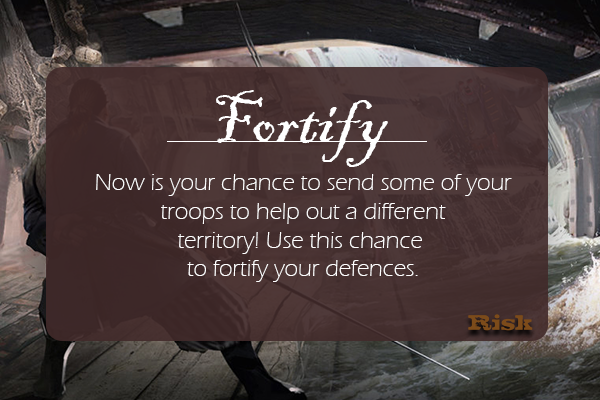 Fortify
Now is your chance to send some of your
troops to help out a different
territory! Use this chance
to fortify your defences.
Risk